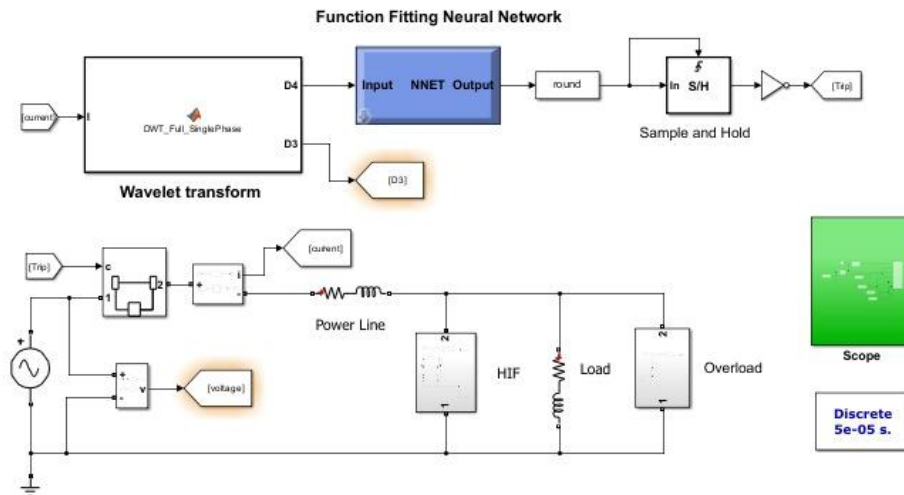 Function Fitting Neural Network
[current]
I
DWT_Full_SinglePhase
D4
D3
Wavelet transform
[D3]
Input NNET Output
round
In S/H
Sample and Hold
[Trip]
[Trip]
c
1
2
+
i
-
[current]
Power Line
+
+
-
v
[voltage]
2
1
HIF
Load
2
1
Overload
Scope
Discrete
5e-05 s.